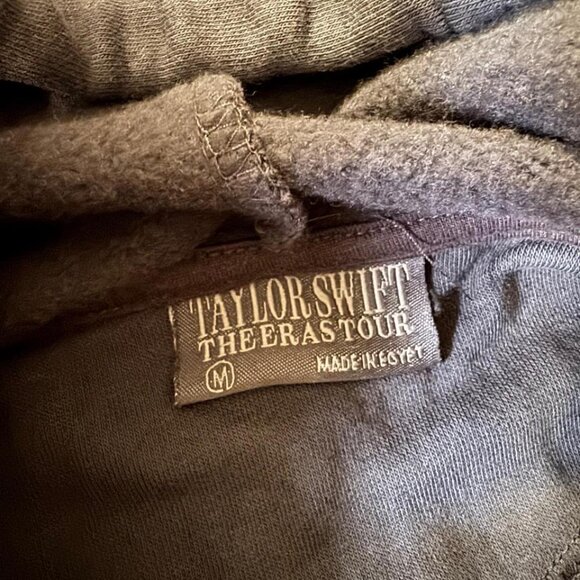 TAYLOR SWIFT
THE ERAS TOUR
M MADE IN EGYPT